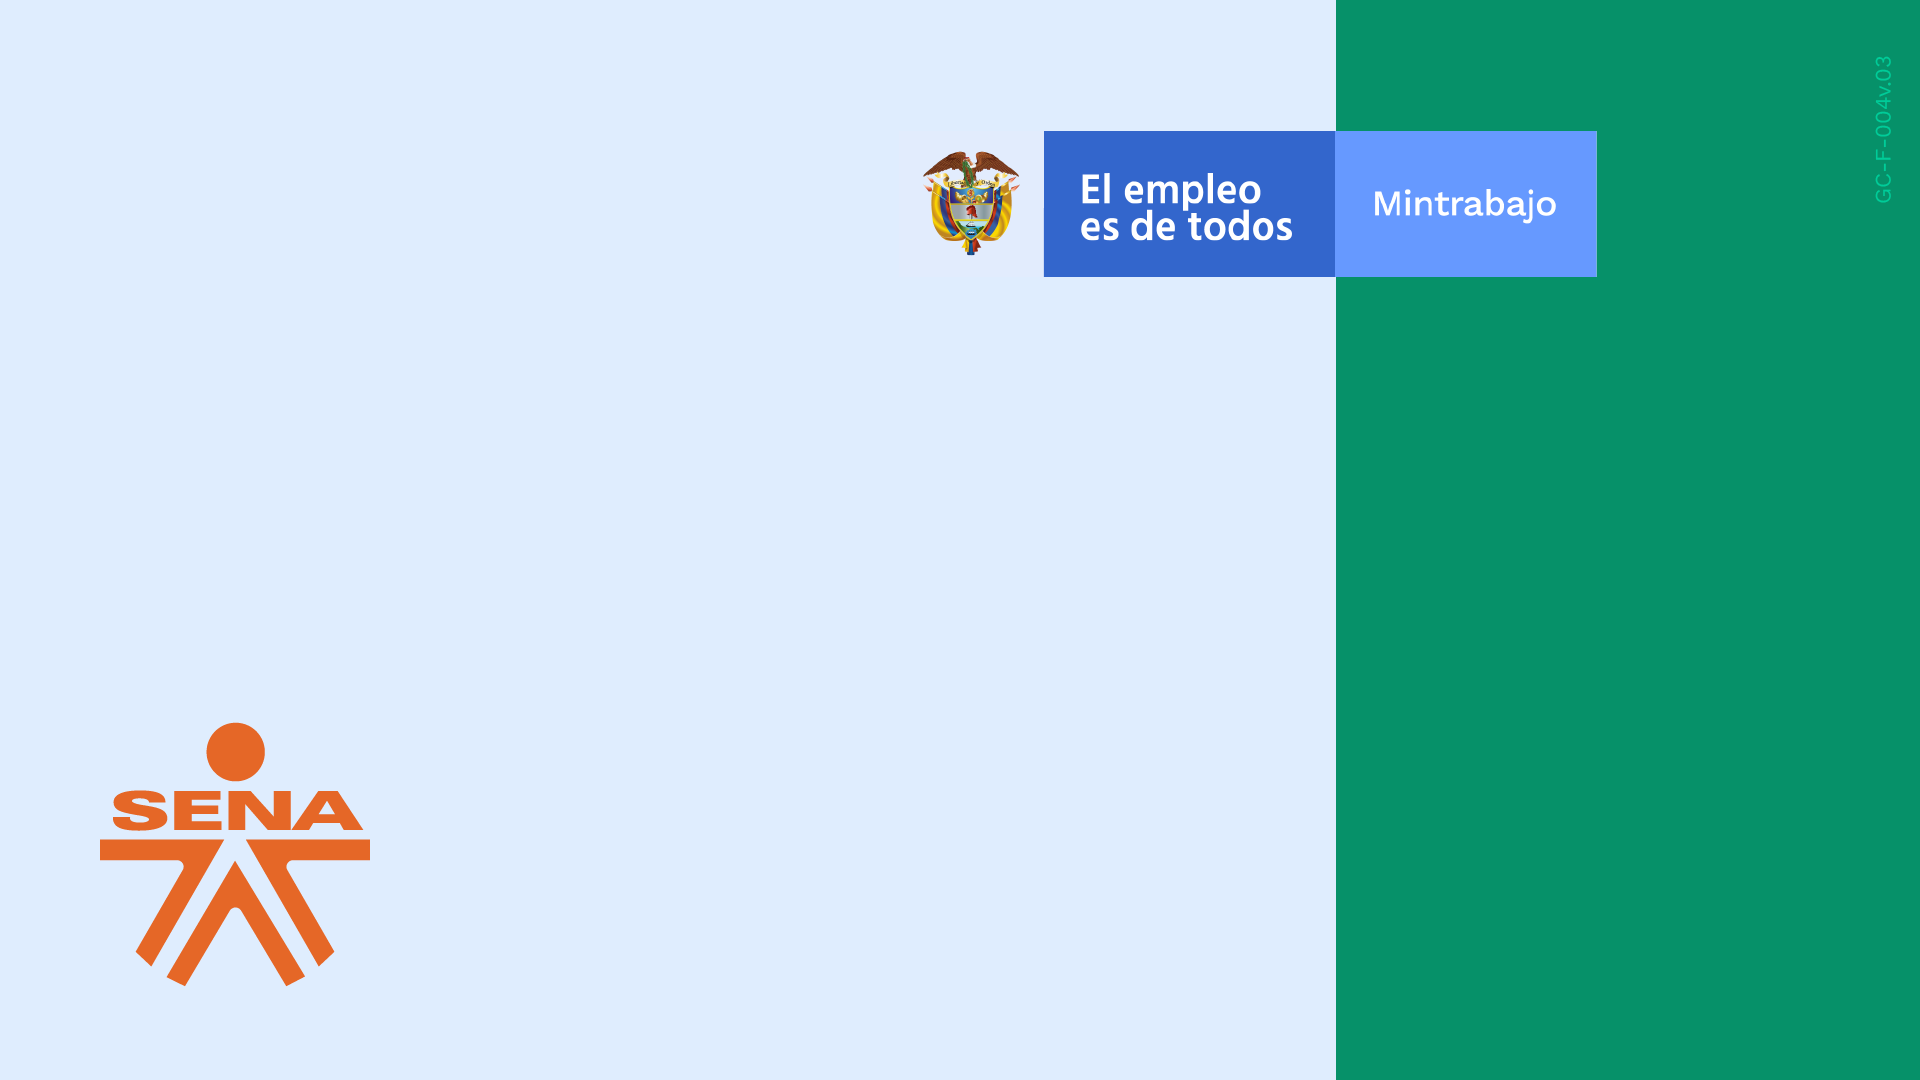 El empleo
es de todos
Mintrabajo
GC-F-004v.03
SENA